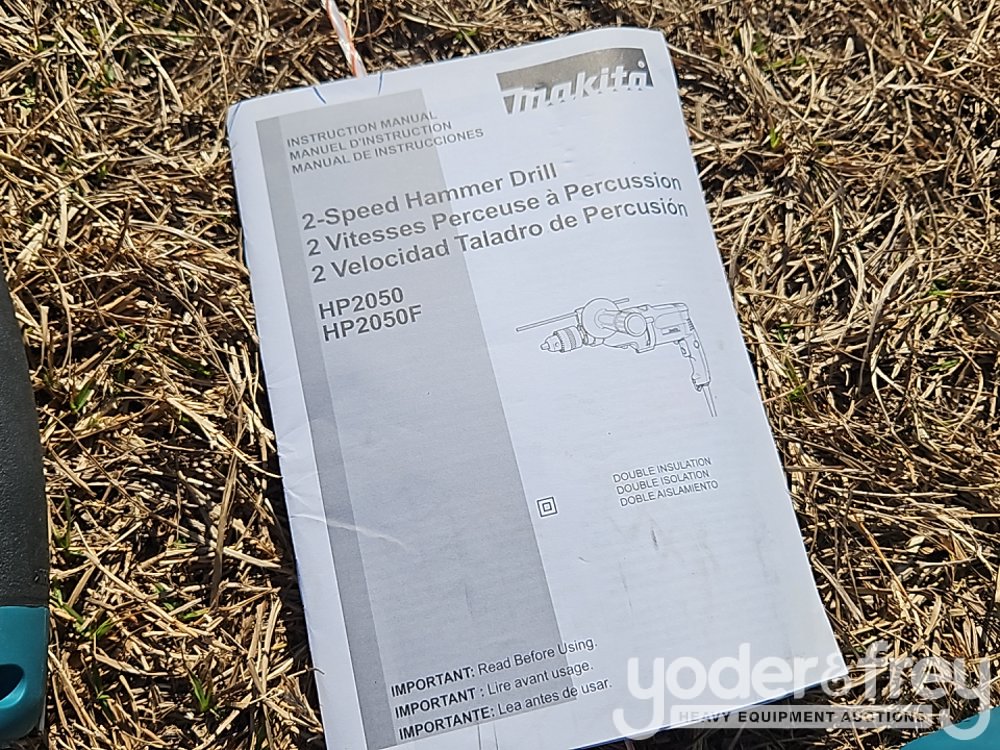 makita
INSTRUCTION MANUAL
MANUEL D'INSTRUCTION
MANUAL DE INSTRUCCIONES
2-Speed Hammer Drill
2 Vitesses Perceuse à Percussion
2 Velocidad Taladro de Percusión
HP2050
HP2050F
DOUBLE INSULATION
DOUBLE ISOLATION
DOBLE AISLAMIENTO
IMPORTANT: Read Before Using.
IMPORTANT : Lire avant usage.
IMPORTANTE: Lea antes de usar.
yoder&frey
HEAVY EQUIPMENT AUCTIONS